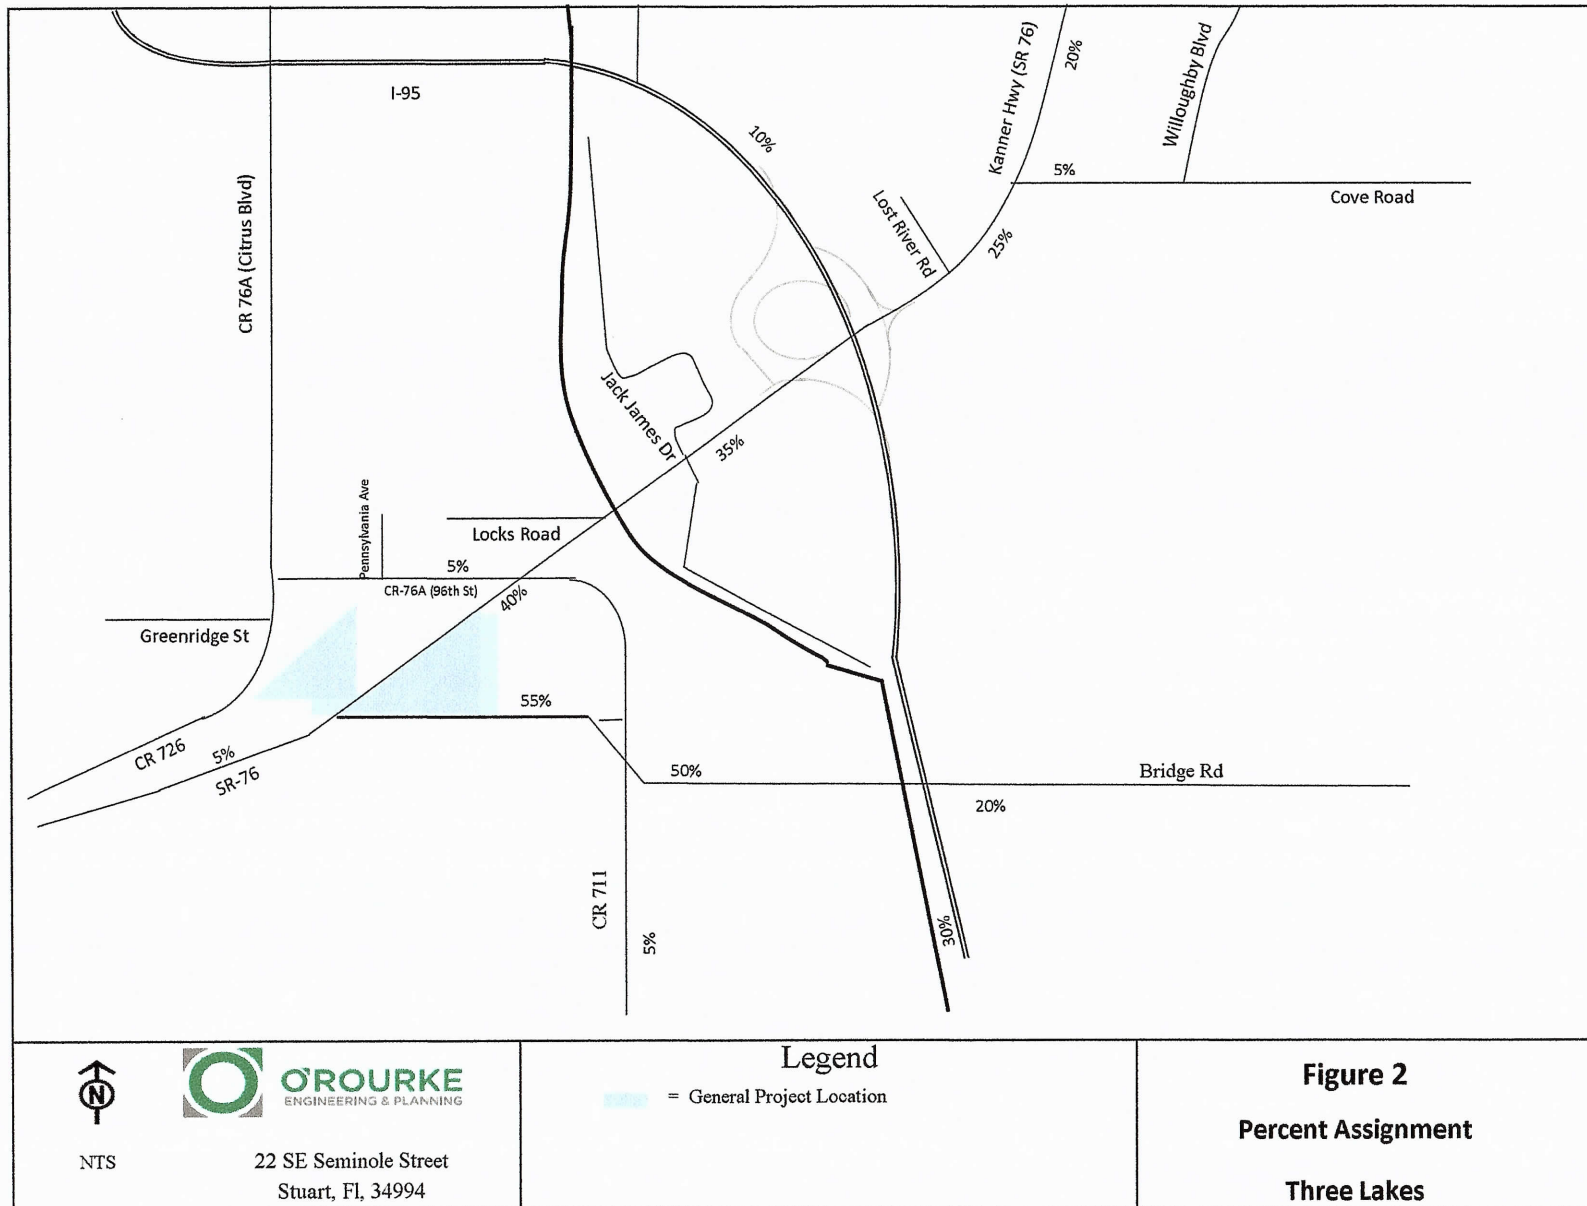 I-95
10%
Kanner Hwy (SR 76)
20%
Willoughby Blvd
5%
Cove Road
CR 76A (Citrus Blvd)
Lost River Rd
25%
Jack James Dr
35%
Pennsylvania Ave
Locks Road
5%
CR-76A (96th St)
40%
Greenridge St
55%
CR 726
5%
SR-76
50%
Bridge Rd
20%
CR 711
5%
30%
Legend
= General Project Location
N
NTS
O'ROURKE
ENGINEERING & PLANNING
22 SE Seminole Street
Stuart, Fl, 34994
Figure 2
Percent Assignment
Three Lakes